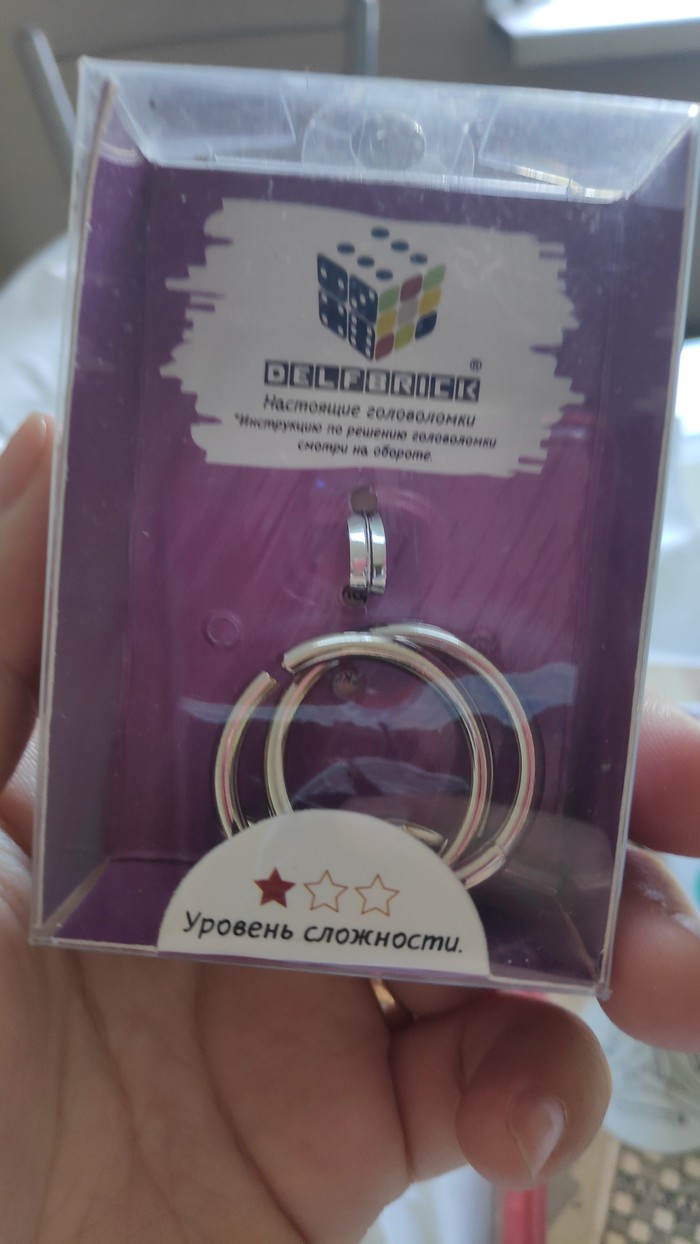 DELFBRICK®
Настоящие головоломки
*Инструкцию по решению головоломки
смотри на обороте.
Уровень сложности.